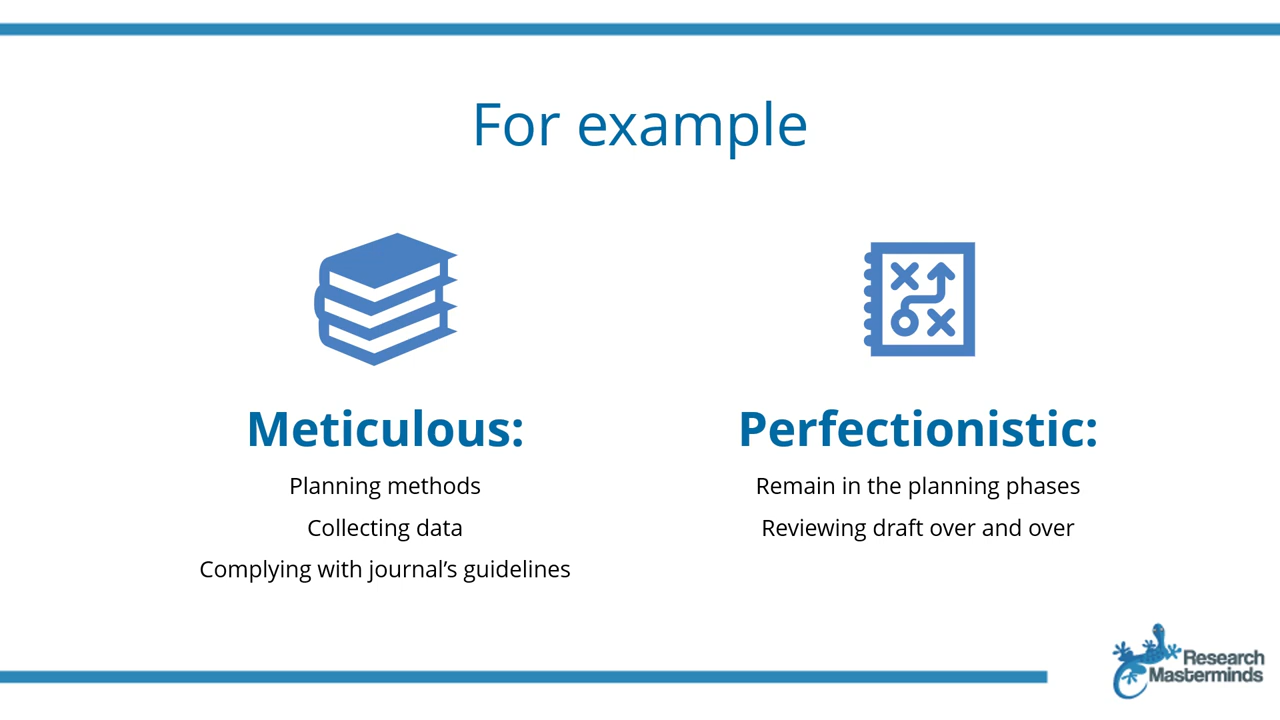 For example
Meticulous:
Planning methods
Collecting data
Complying with journal’s guidelines
Perfectionistic:
Remain in the planning phases
Reviewing draft over and over
Research
Masterminds